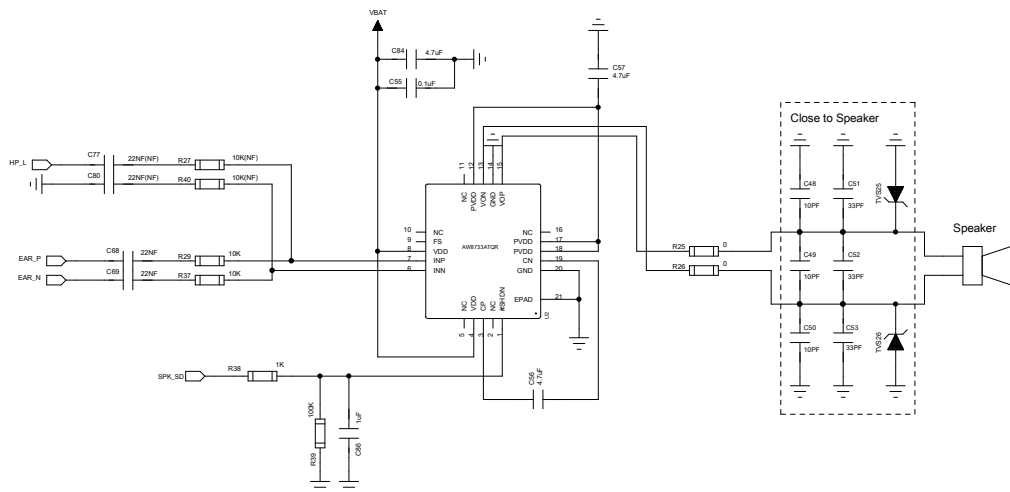 VBAT
C84
4.7uF
C55
0.1uF
C57
4.7uF
Close to Speaker
HP_L
C77
22NF(NF)
R27
10K(NF)
C80
22NF(NF)
R40
10K(NF)
11
12
13
14
15
NC
PVDD
VON
GND
VOP
10
NC
9
FS
8
VDD
7
INP
6
INN
AW8733ATQR
NC
16
PVDD
17
PVDD
18
CN
19
GND
20
EPAD
21
U2
NC
VDD
CP
NC
#SHDN
5
4
3
2
1
EAR_P
C68
22NF
R29
10K
EAR_N
C69
22NF
R37
10K
R25
0
R26
0
C48
10PF
C51
33PF
TVS25
C49
10PF
C52
33PF
C50
10PF
C53
33PF
TVS26
Speaker
SPK_SD
R38
1K
100K
R39
1uF
C86
C56
4.7uF